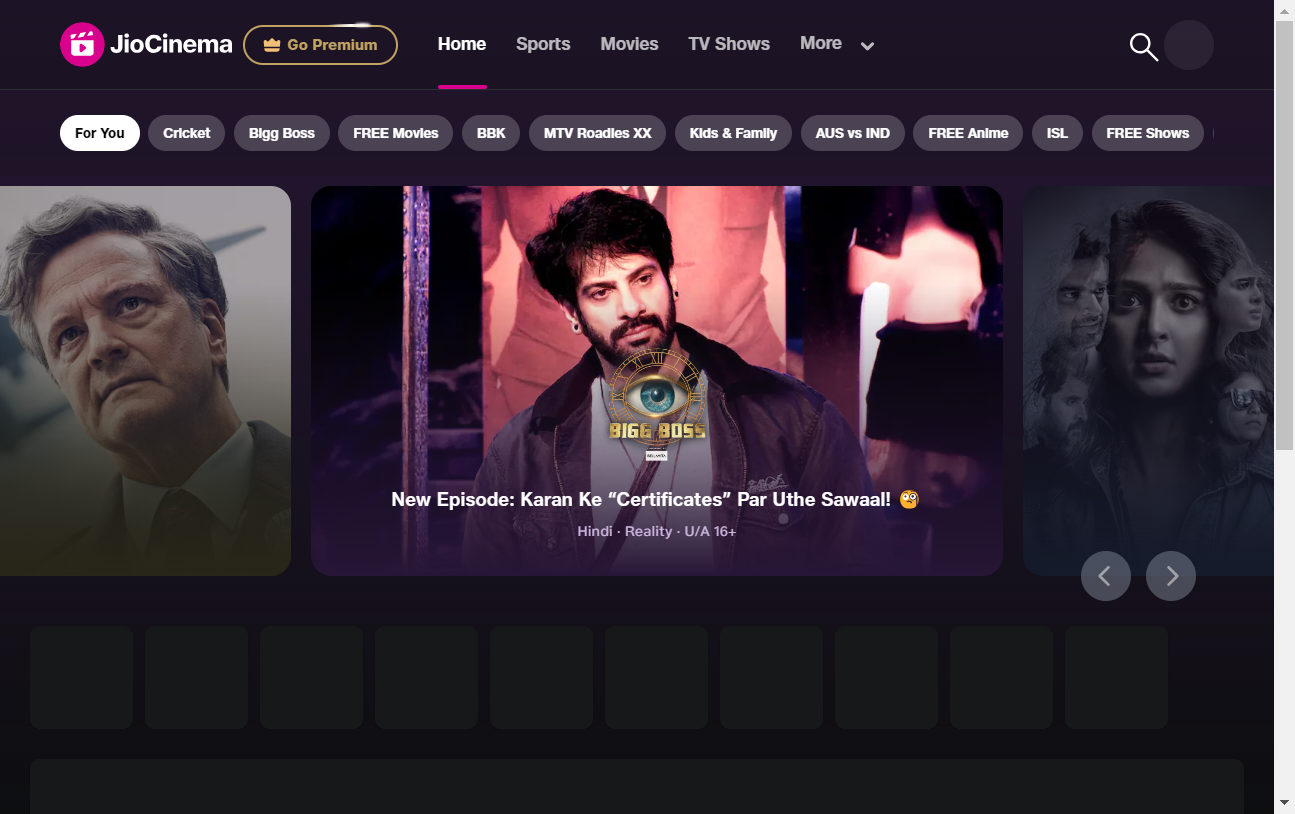 JioCinema
Go Premium
Home
Sports
Movies
TV Shows
More
For You
Cricket
Bigg Boss
FREE Movies
BBK
MTV Roadies XX
Kids & Family
AUS vs IND
FREE Anime
ISL
FREE Shows
BIGG BOSS
New Episode: Karan Ke “Certificates” Par Uthe Sawaal! 🧐
Hindi · Reality · U/A 16+